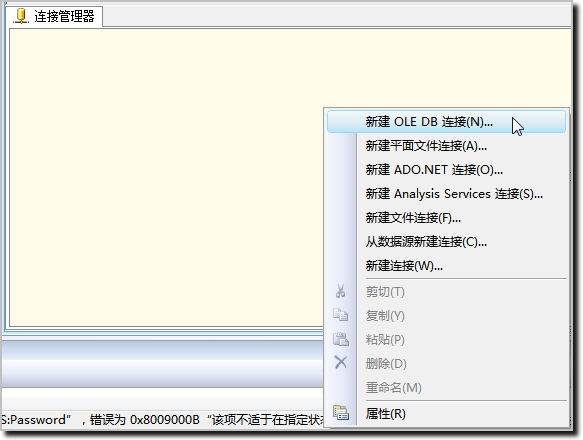 连接管理器
新建 OLE DB 连接(N)...
新建平面文件连接(A)...
新建 ADO.NET 连接(O)...
新建 Analysis Services 连接(S)...
新建文件连接(F)...
从数据源新建连接(C)...
新建连接(W)...
剪切(T)
复制(Y)
粘贴(P)
删除(D)
重命名(M)
属性(R)
S:Password”，错误为 0x8009000B“该项不适于在指定状